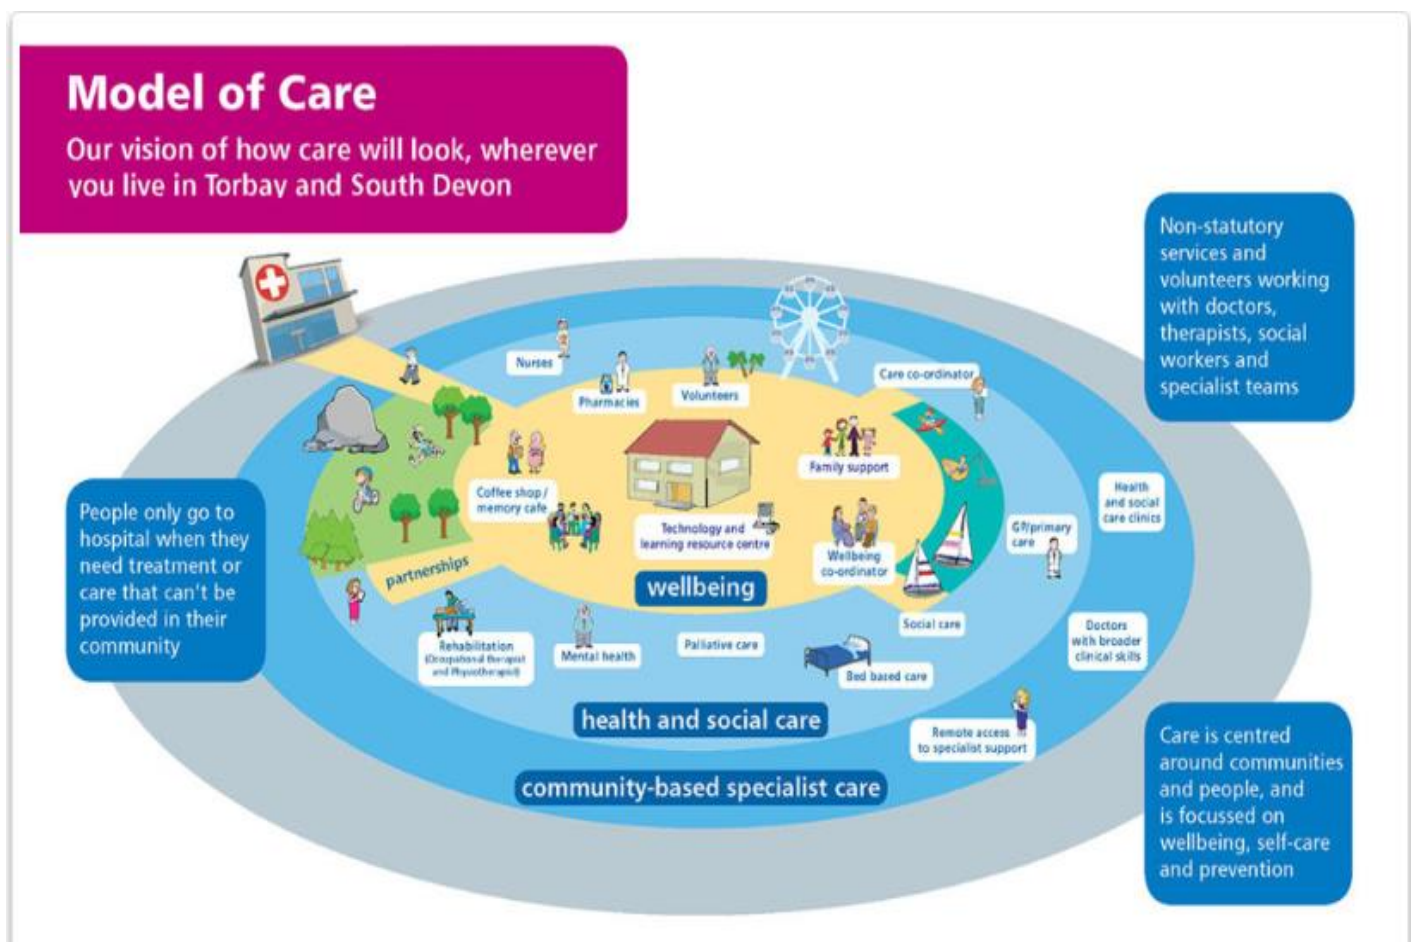 Model of Care
Our vision of how care will look, wherever
you live in Torbay and South Devon
Non-statutory
services and
volunteers working
with doctors,
therapists, social
workers and
specialist teams
Nurses
Pharmacies
Volunteers
Care co-ordinator
Family support
Coffee shop /
memory cafe
Technology and
learning resource centre
Wellbeing
co-ordinator
GP/primary
care
Health
and social
care clinics
People only go to
hospital when they
need treatment or
care that can't be
provided in their
community
partnerships
wellbeing
Social care
Doctors
with broader
clinical skills
Rehabilitation
(Occupational therapist
and Physiotherapist)
Mental health
Palliative care
Bed based care
health and social care
Remote access
to specialist support
community-based specialist care
Care is centred
around communities
and people, and
is focussed on
wellbeing, self-care
and prevention